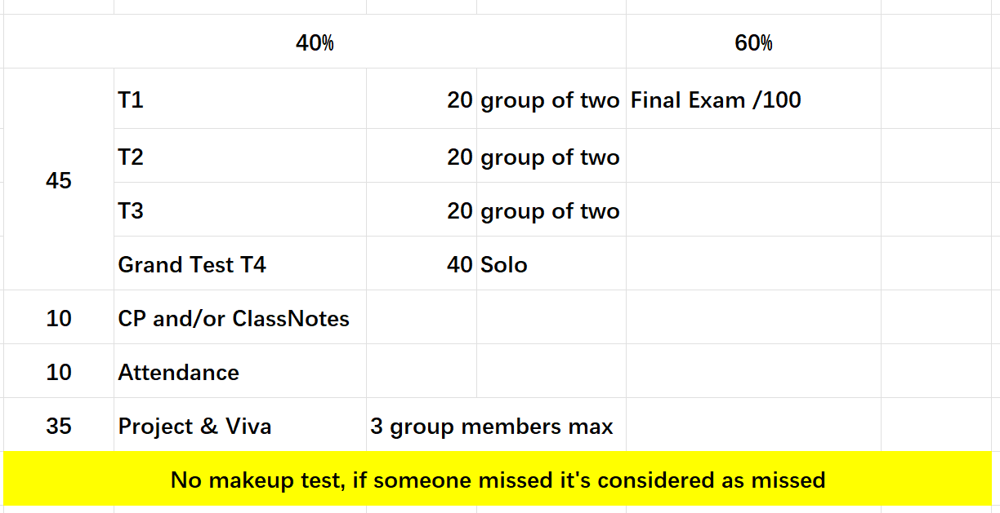 40% 60%
T1 20 group of two Final Exam /100
T2 20 group of two
45
T3 20 group of two
Grand Test T4 40 Solo
10 CP and/or ClassNotes
10 Attendance
35 Project & Viva 3 group members max
No makeup test, if someone missed it's considered as missed